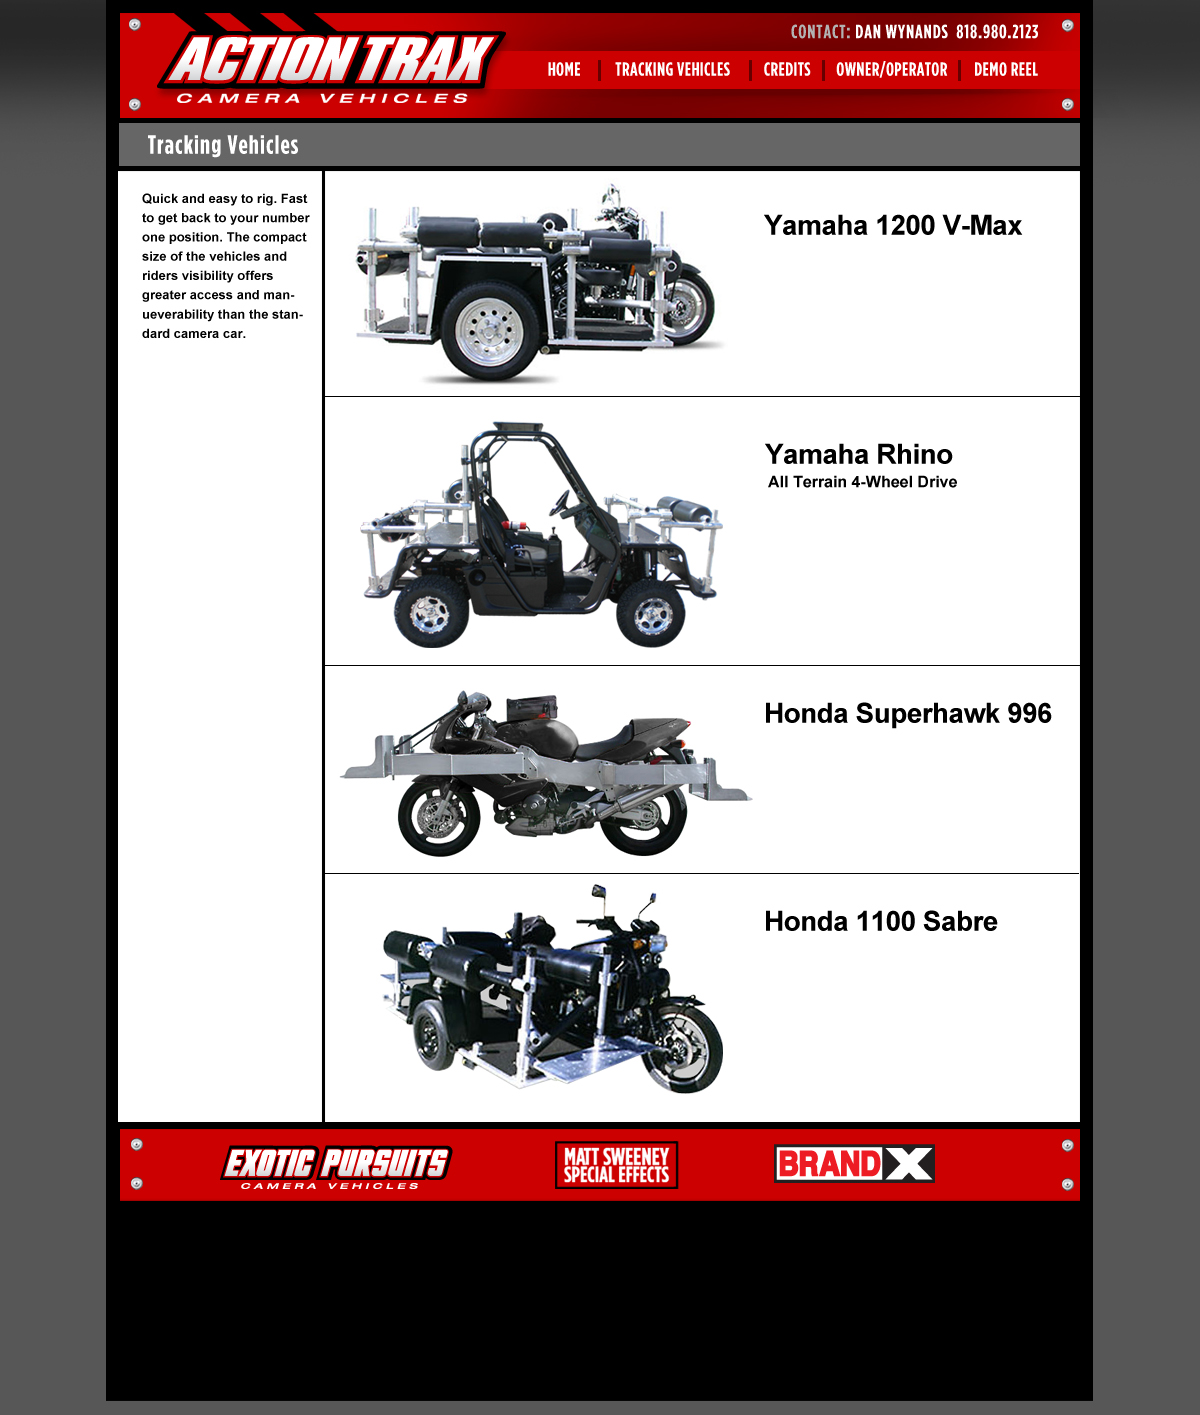 ACTION TRAX
CAMERA VEHICLES
CONTACT: DAN WYNANDS 818.980.2123
HOME TRACKING VEHICLES CREDITS OWNER/OPERATOR DEMO REEL
Tracking Vehicles
Quick and easy to rig. Fast
to get back to your number
one position. The compact
size of the vehicles and
riders visibility offers
greater access and man-
ueverability than the stan-
dard camera car.
Yamaha 1200 V-Max
Yamaha Rhino
All Terrain 4-Wheel Drive
Honda Superhawk 996
Honda 1100 Sabre
EXOTIC PURSUITS
CAMERA VEHICLES
MATT SWEENEY
SPECIAL EFFECTS
BRAND X